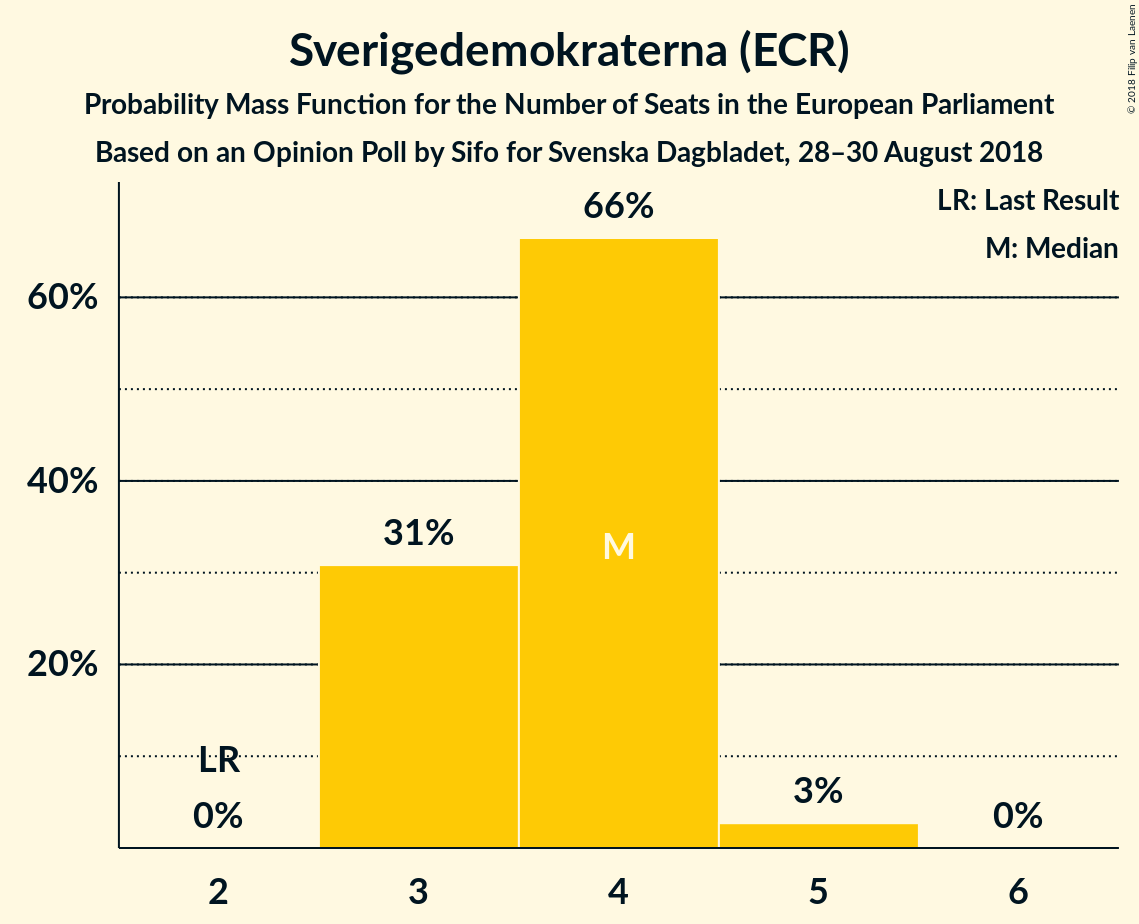 Sverigedemokraterna (ECR)
Probability Mass Function for the Number of Seats in the European Parliament
Based on an Opinion Poll by Sifo for Svenska Dagbladet, 28–30 August 2018
© 2018 Filip van Laenen
LR: Last Result
M: Median
66%
60%
40%
31%
M
20%
LR
0%
3%
0%
2 3 4 5 6